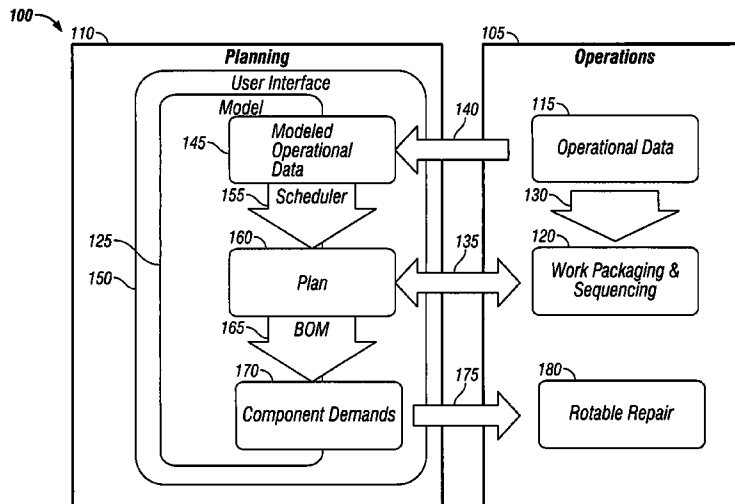 100
110
Planning
105
Operations
User Interface
Model
140
115
145
Modeled
Operational
Data
Operational Data
155
Scheduler
130
125
160
135
120
150
Plan
Work Packaging &
Sequencing
165
BOM
170
175
180
Component Demands
Rotable Repair